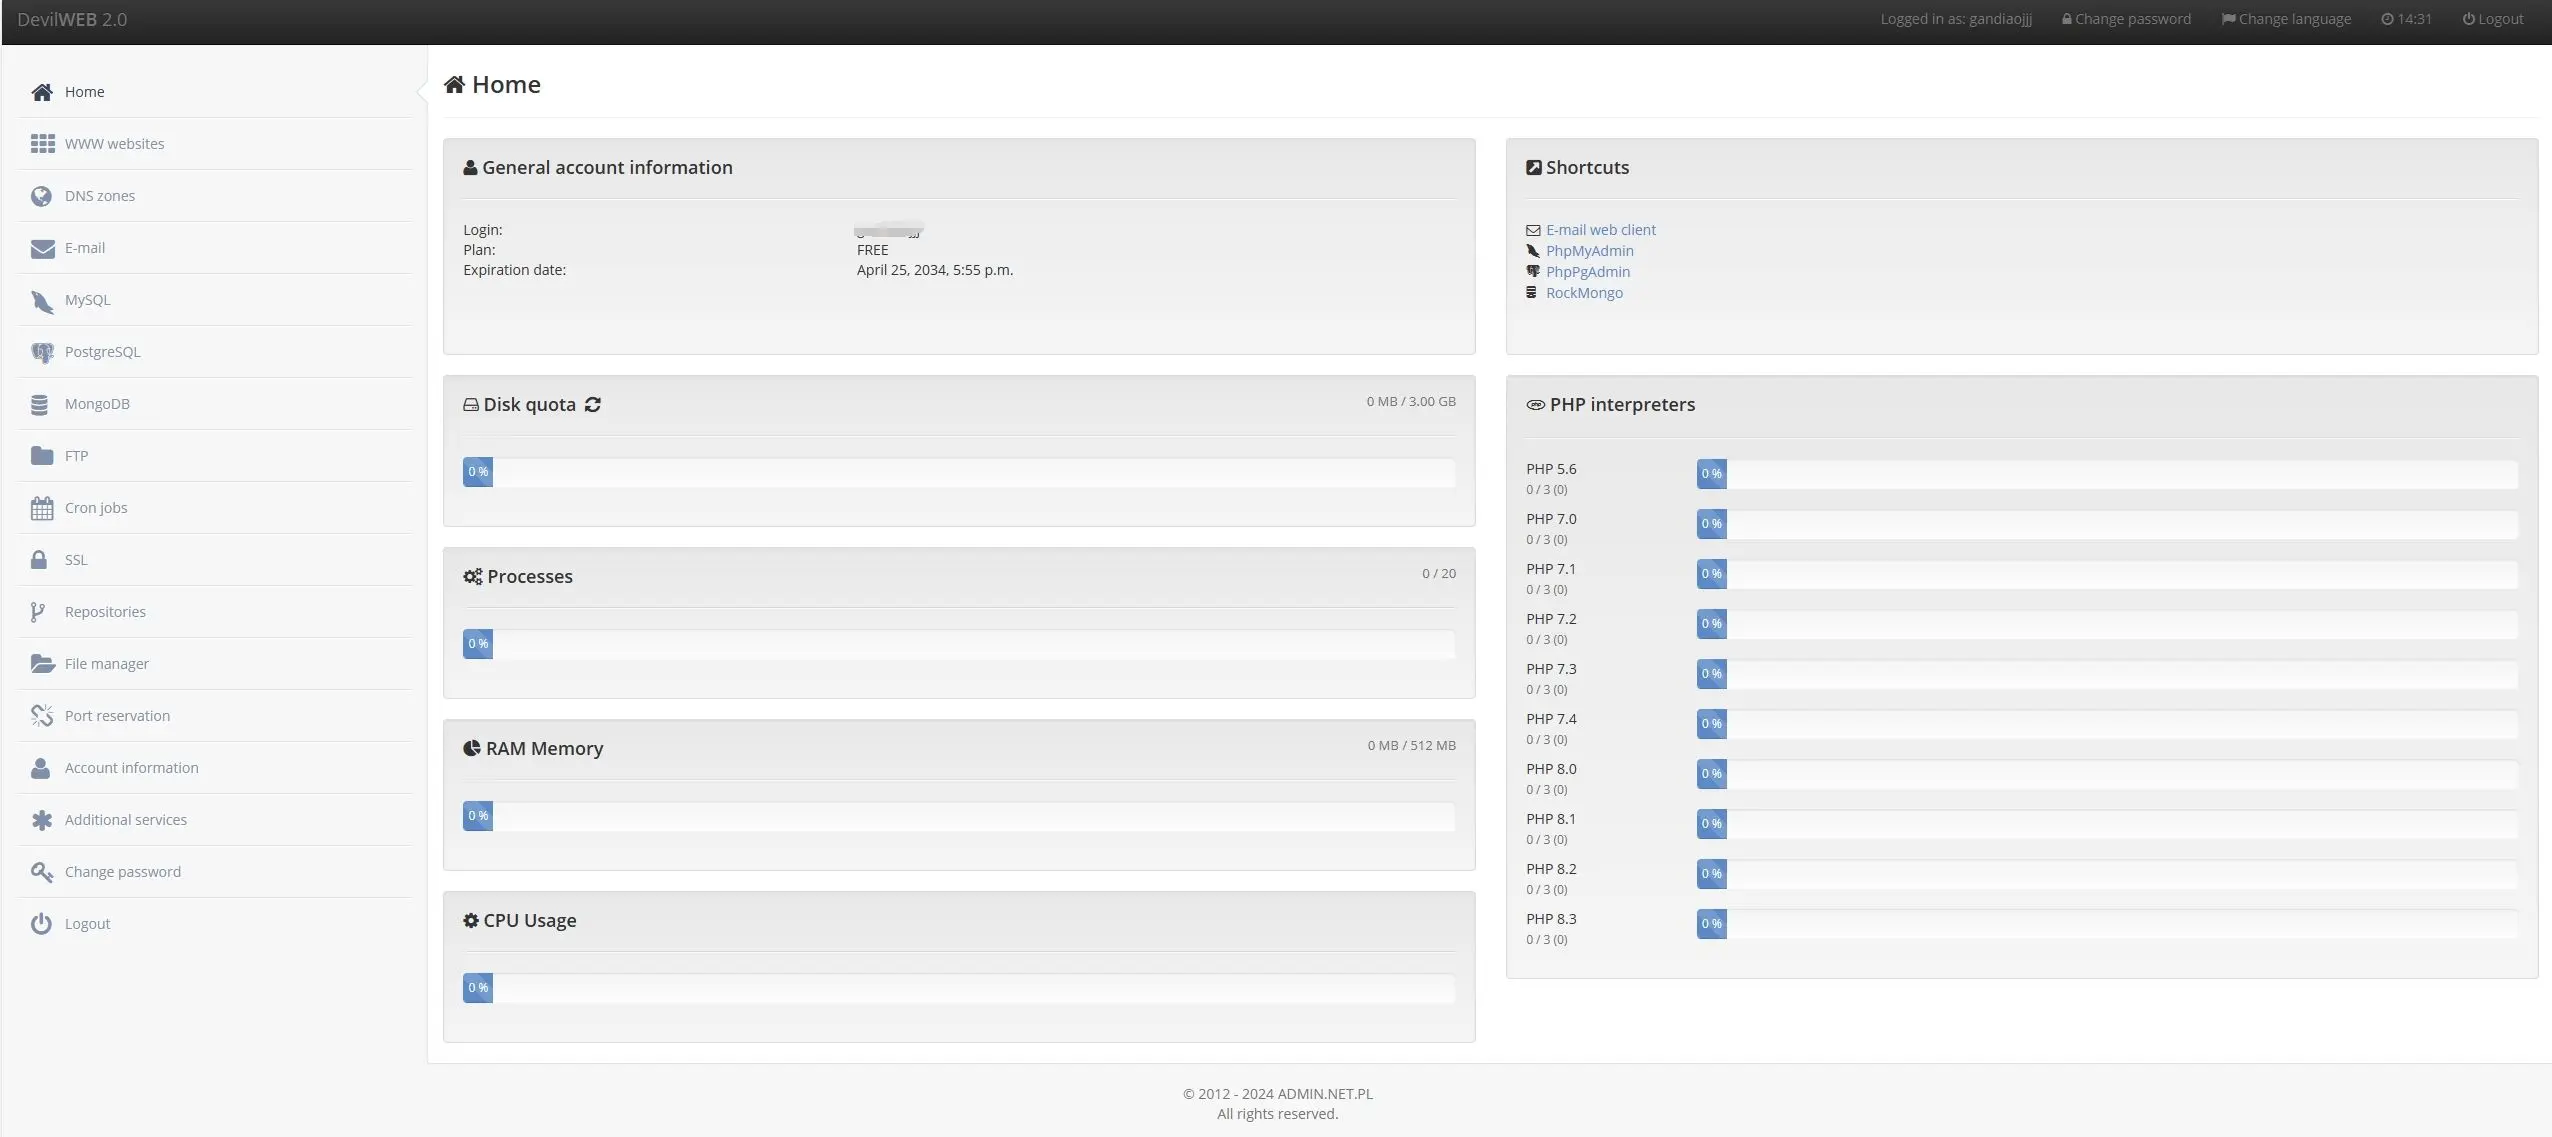 DevilWEB 2.0
Logged in as: gandiaojjj
Change password
Change language
14:31
Logout
Home
WWW websites
DNS zones
E-mail
MySQL
PostgreSQL
MongoDB
FTP
Cron jobs
SSL
Repositories
File manager
Port reservation
Account information
Additional services
Change password
Logout
Home
General account information
Login:
Plan: FREE
Expiration date: April 25, 2034, 5:55 p.m.
Shortcuts
E-mail web client
PhpMyAdmin
PhpPgAdmin
RockMongo
Disk quota 0 MB / 3.00 GB
0 %
Processes 0 / 20
0 %
RAM Memory 0 MB / 512 MB
0 %
CPU Usage
0 %
PHP interpreters
PHP 5.6 0 %
0 / 3 (0)
PHP 7.0 0 %
0 / 3 (0)
PHP 7.1 0 %
0 / 3 (0)
PHP 7.2 0 %
0 / 3 (0)
PHP 7.3 0 %
0 / 3 (0)
PHP 7.4 0 %
0 / 3 (0)
PHP 8.0 0 %
0 / 3 (0)
PHP 8.1 0 %
0 / 3 (0)
PHP 8.2 0 %
0 / 3 (0)
PHP 8.3 0 %
0 / 3 (0)
© 2012 - 2024 ADMIN.NET.PL
All rights reserved.